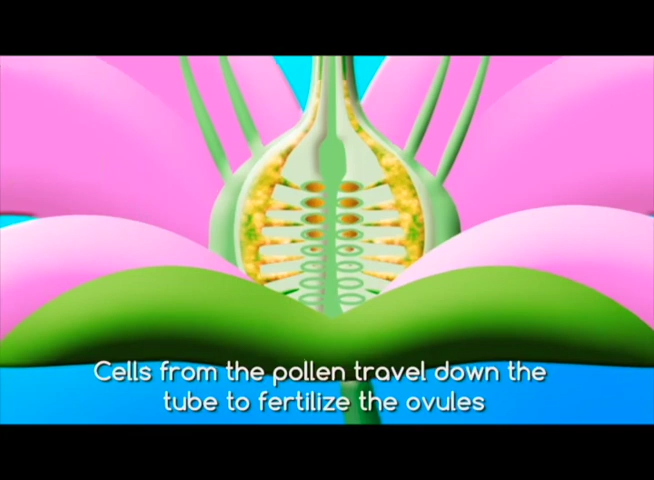 Cells from the pollen travel down the
tube to fertilize the ovules